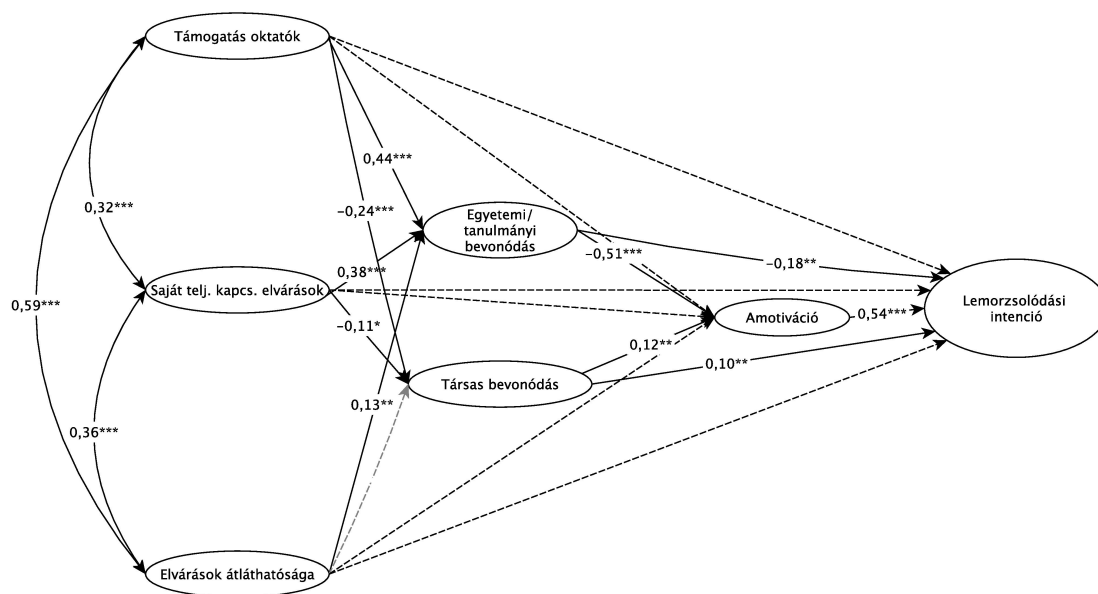 Támogatás oktatók
0,44***
0,32***
−0,24***
Egyetemi/
tanulmányi
bevonódás
−0,51***
−0,18**
0,38***
Saját telj. kapcs. elvárások
0,59***
−0,11*
Amotiváció
0,54***
Lemorzsolódási
intenció
0,12**
0,10**
Társas bevonódás
0,13**
0,36***
Elvárások átláthatósága